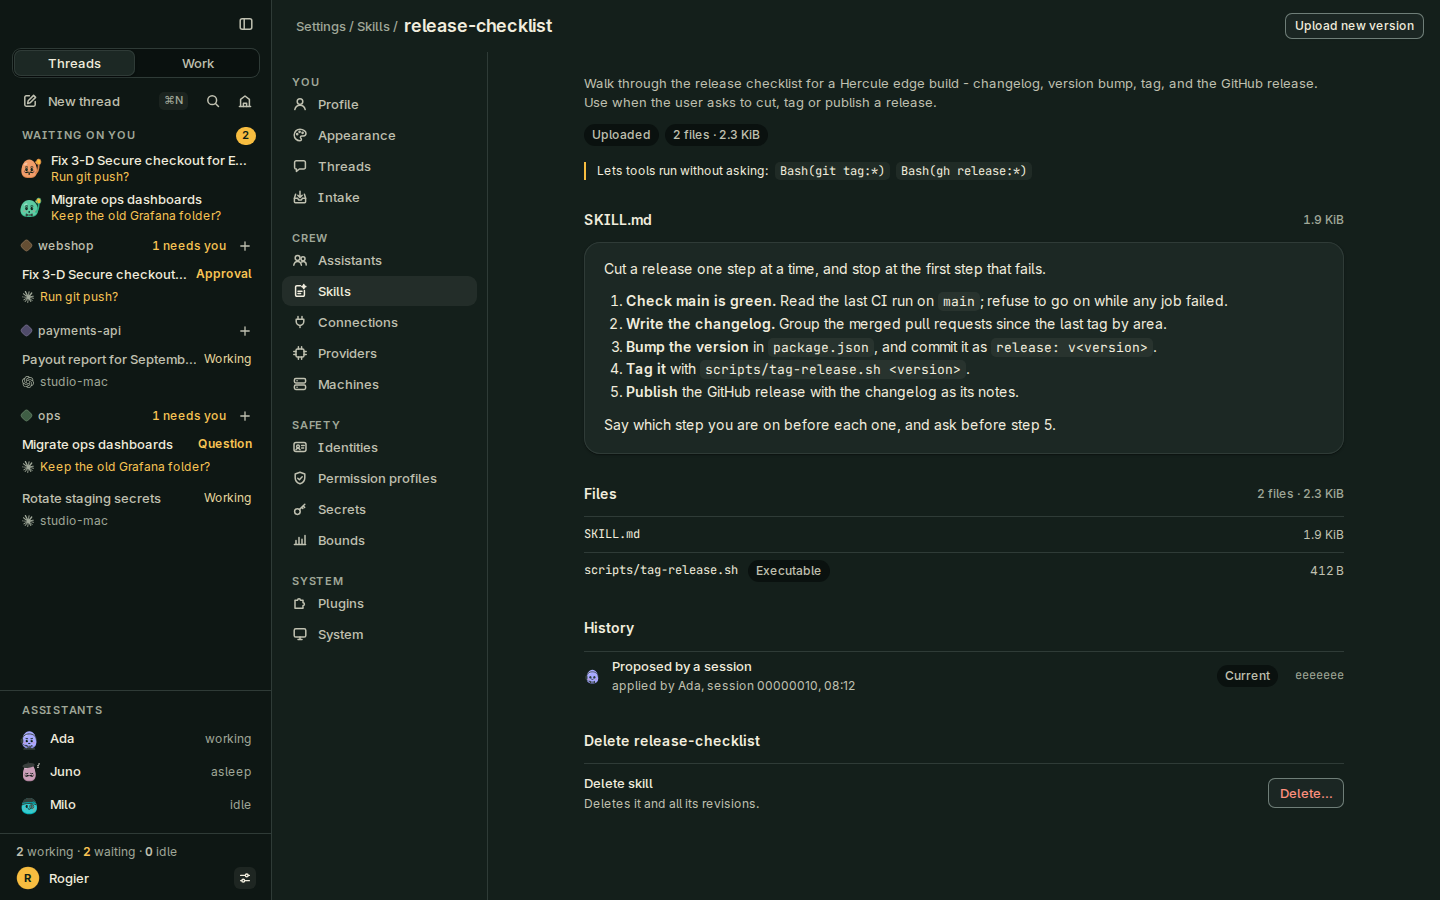 Threads
Work
New thread
⌘N
WAITING ON YOU
2
Fix 3-D Secure checkout for E...
Run git push?
Migrate ops dashboards
Keep the old Grafana folder?
webshop
1 needs you
Fix 3-D Secure checkout...
Approval
Run git push?
payments-api
Payout report for Septemb...
Working
studio-mac
ops
1 needs you
Migrate ops dashboards
Question
Keep the old Grafana folder?
Rotate staging secrets
Working
studio-mac
ASSISTANTS
Ada
working
Juno
asleep
Milo
idle
2 working · 2 waiting · 0 idle
R
Rogier
Settings / Skills / release-checklist
Upload new version
YOU
Profile
Appearance
Threads
Intake
CREW
Assistants
Skills
Connections
Providers
Machines
SAFETY
Identities
Permission profiles
Secrets
Bounds
SYSTEM
Plugins
System
Walk through the release checklist for a Hercule edge build - changelog, version bump, tag, and the GitHub release.
Use when the user asks to cut, tag or publish a release.
Uploaded
2 files · 2.3 KiB
Lets tools run without asking: Bash(git tag:*) Bash(gh release:*)
SKILL.md
1.9 KiB
Cut a release one step at a time, and stop at the first step that fails.
1. Check main is green. Read the last CI run on main; refuse to go on while any job failed.
2. Write the changelog. Group the merged pull requests since the last tag by area.
3. Bump the version in package.json, and commit it as release: v<version>.
4. Tag it with scripts/tag-release.sh <version>.
5. Publish the GitHub release with the changelog as its notes.
Say which step you are on before each one, and ask before step 5.
Files
2 files · 2.3 KiB
SKILL.md
1.9 KiB
scripts/tag-release.sh
Executable
412 B
History
Proposed by a session
applied by Ada, session 00000010, 08:12
Current
eeeeeee
Delete release-checklist
Delete skill
Deletes it and all its revisions.
Delete...